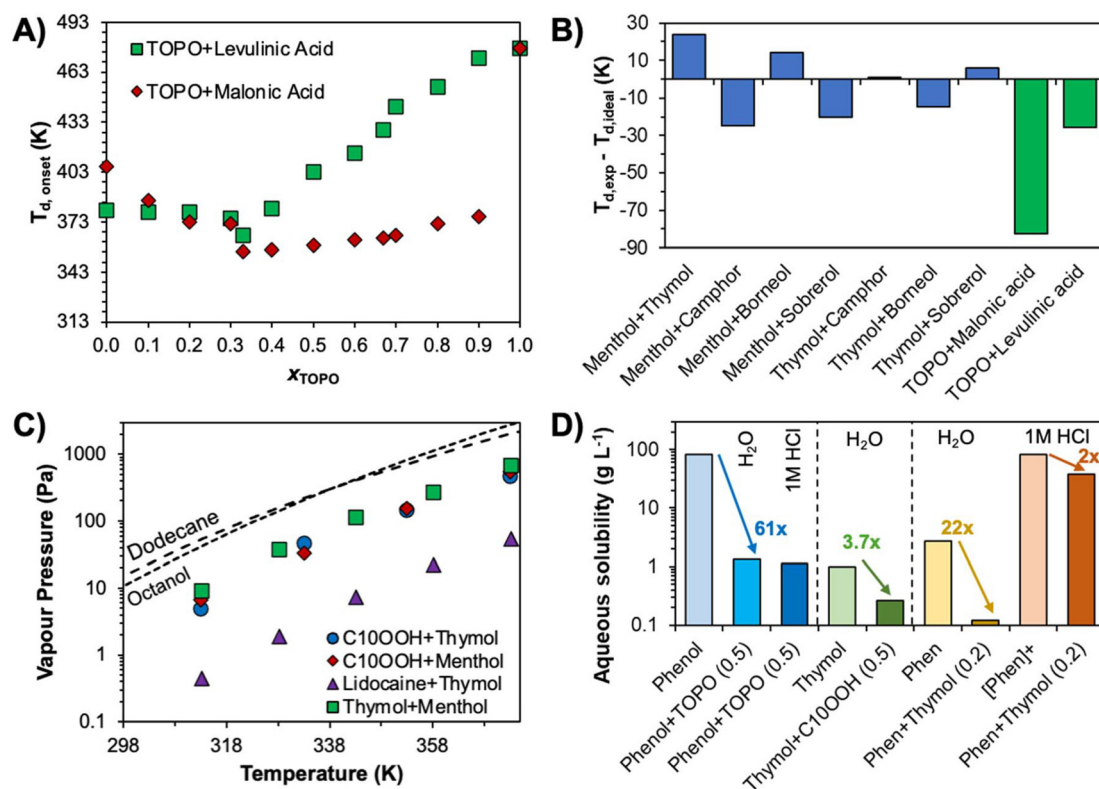 A)
T_d, onset (K)
493
463
433
403
373
343
313
TOPO+Levulinic Acid
TOPO+Malonic Acid
0.0 0.1 0.2 0.3 0.4 0.5 0.6 0.7 0.8 0.9 1.0
x_TOPO
B)
T_d,exp - T_d,ideal (K)
30
10
-10
-30
-50
-70
-90
Menthol+Thymol
Menthol+Camphor
Menthol+Borneol
Menthol+Sobrerol
Thymol+Camphor
Thymol+Borneol
Thymol+Sobrerol
TOPO+Malonic acid
TOPO+Levulinic acid
C)
Vapour Pressure (Pa)
1000
100
10
1
0.1
Dodecane
Octanol
C10OOH+Thymol
C10OOH+Menthol
Lidocaine+Thymol
Thymol+Menthol
298 318 338 358
Temperature (K)
D)
Aqueous solubility (g L⁻¹)
100
10
1
0.1
H₂O
1M HCl
H₂O
H₂O
1M HCl
61x
3.7x
22x
2x
Phenol
Phenol+TOPO (0.5)
Phenol+TOPO (0.5)
Thymol
Thymol+C10OOH (0.5)
Phen
Phen+Thymol (0.2)
[Phen]+
Phen+Thymol (0.2)